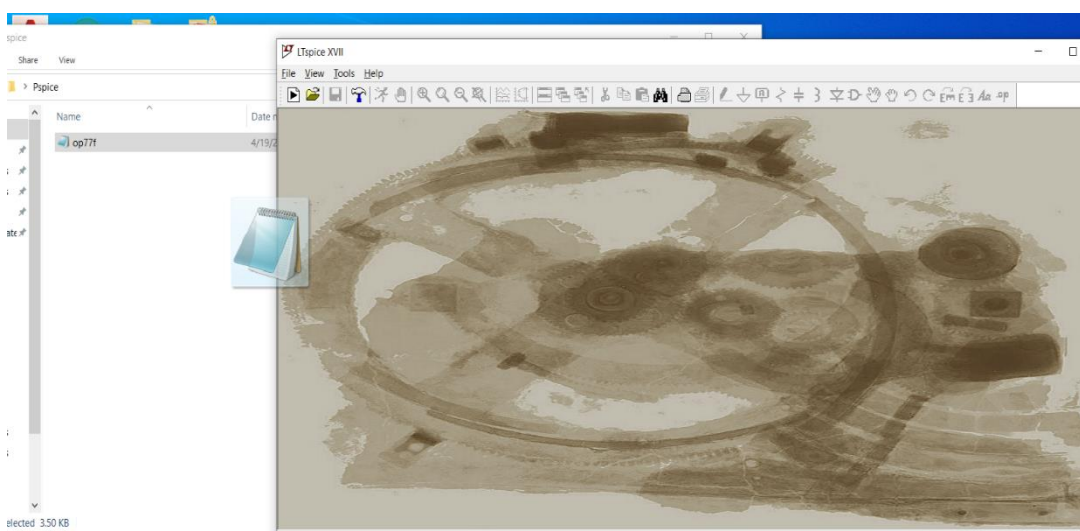 spice
Share View
> Pspice
Name
Date
op77f
4/19/2
elected 3.50 KB
LTspice XVII
File View Tools Help
Aa .op